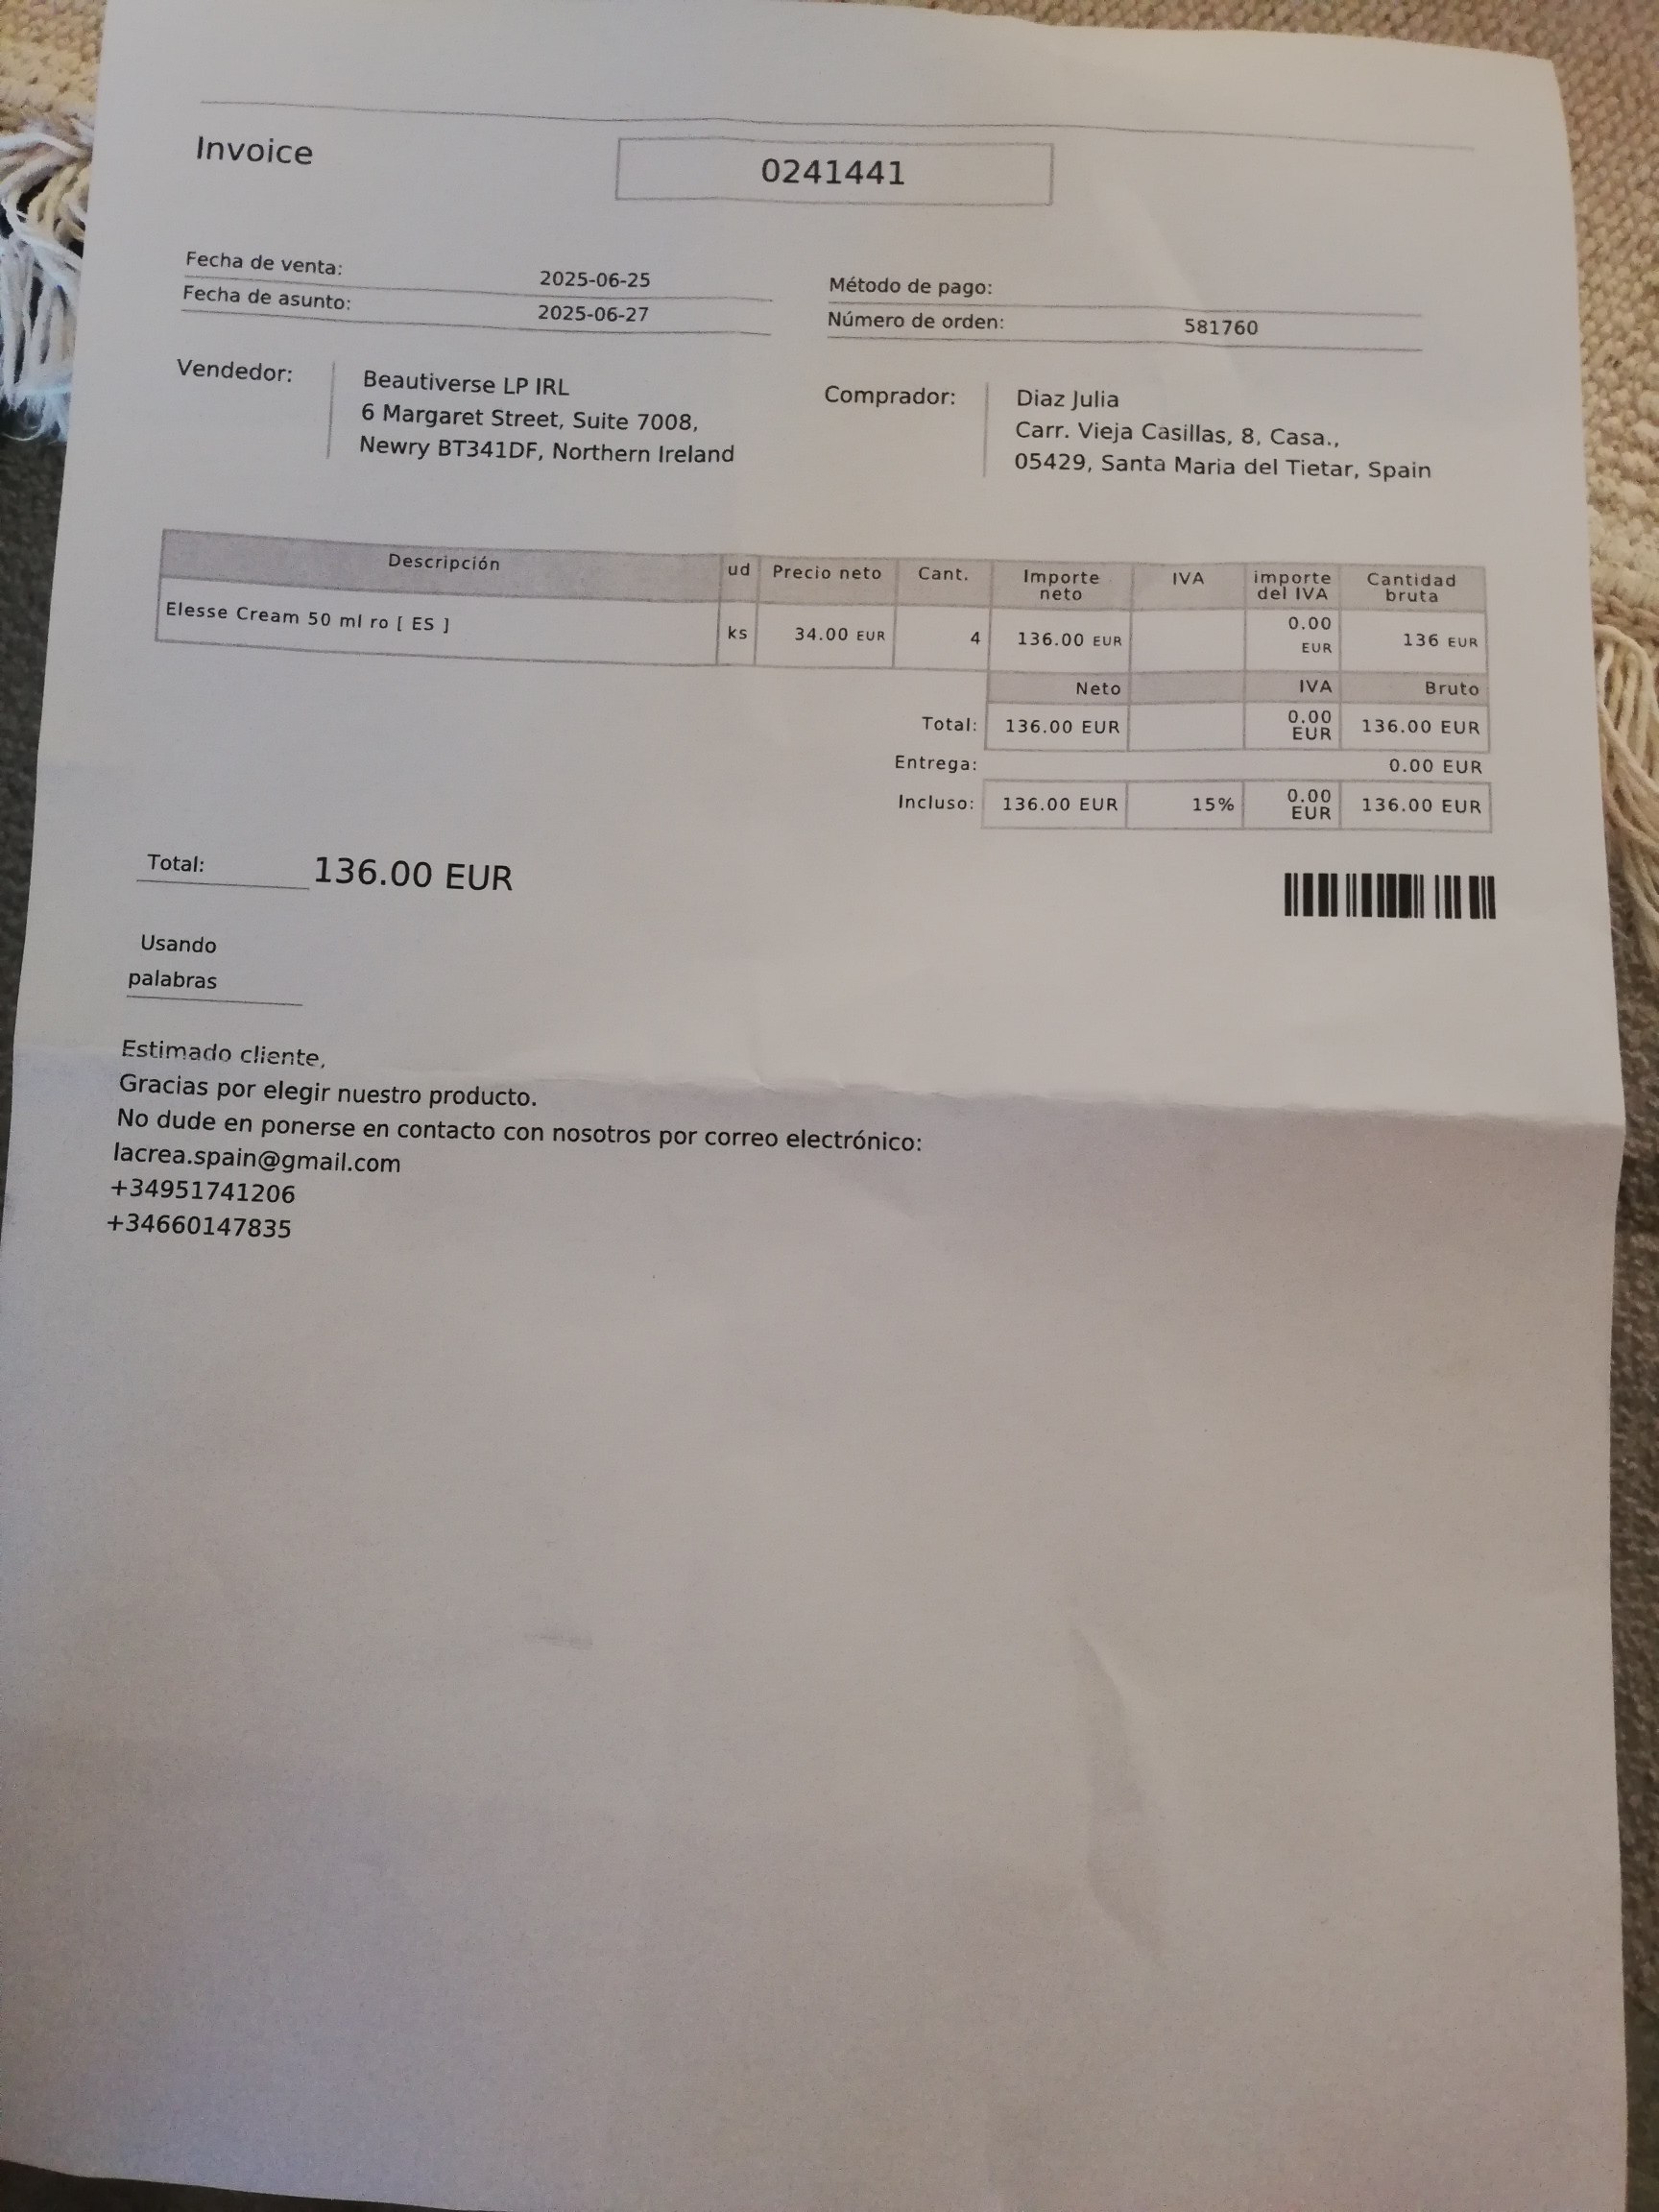 Invoice
0241441
Fecha de venta: 2025-06-25
Fecha de asunto: 2025-06-27
Método de pago:
Número de orden: 581760
Vendedor:
Beautiverse LP IRL
6 Margaret Street, Suite 7008,
Newry BT341DF, Northern Ireland
Comprador:
Diaz Julia
Carr. Vieja Casillas, 8, Casa.,
05429, Santa Maria del Tietar, Spain
Descripción ud Precio neto Cant. Importe neto IVA importe del IVA Cantidad bruta
Elesse Cream 50 ml ro [ ES ] ks 34.00 EUR 4 136.00 EUR 0.00 EUR 136 EUR
Neto IVA Bruto
Total: 136.00 EUR 0.00 EUR 136.00 EUR
Entrega: 0.00 EUR
Incluso: 136.00 EUR 15% 0.00 EUR 136.00 EUR
Total: 136.00 EUR
Usando
palabras
Estimado cliente,
Gracias por elegir nuestro producto.
No dude en ponerse en contacto con nosotros por correo electrónico:
lacrea.spain@gmail.com
+34951741206
+34660147835